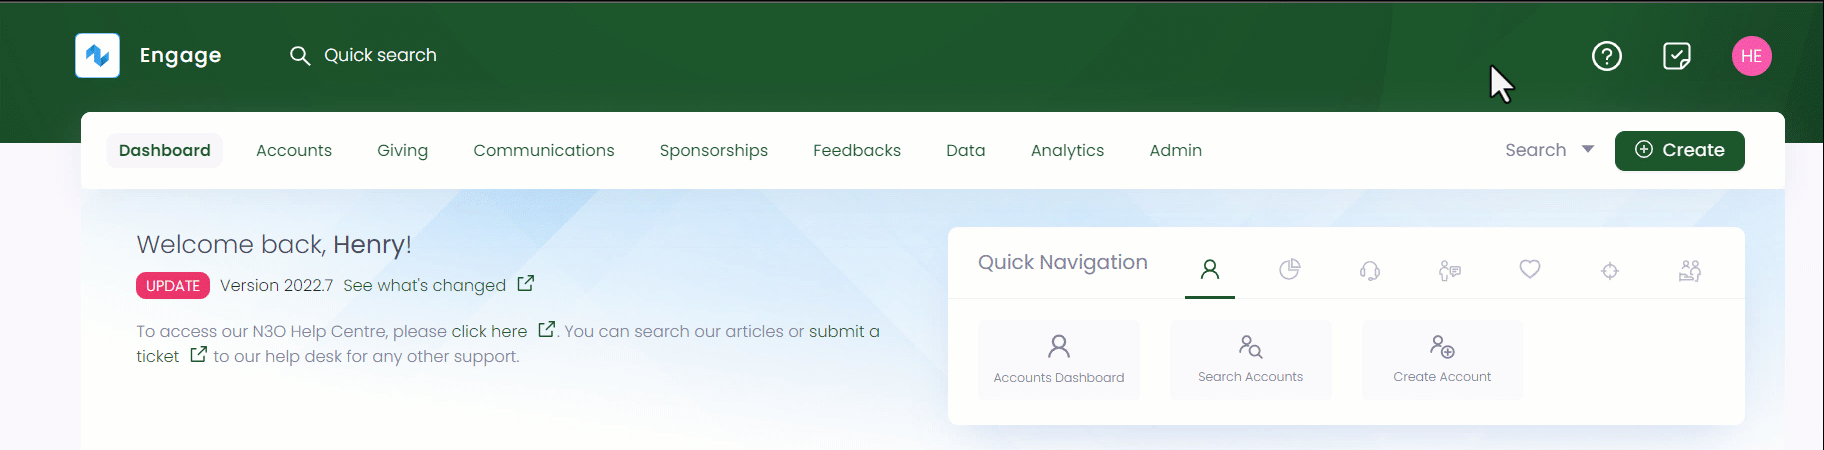 Engage
Quick search
HE
Dashboard Accounts Giving Communications Sponsorships Feedbacks Data Analytics Admin
Search
Create
Welcome back, Henry!
UPDATE Version 2022.7 See what's changed
To access our N3O Help Centre, please click here . You can search our articles or submit a
ticket to our help desk for any other support.
Quick Navigation
Accounts Dashboard
Search Accounts
Create Account